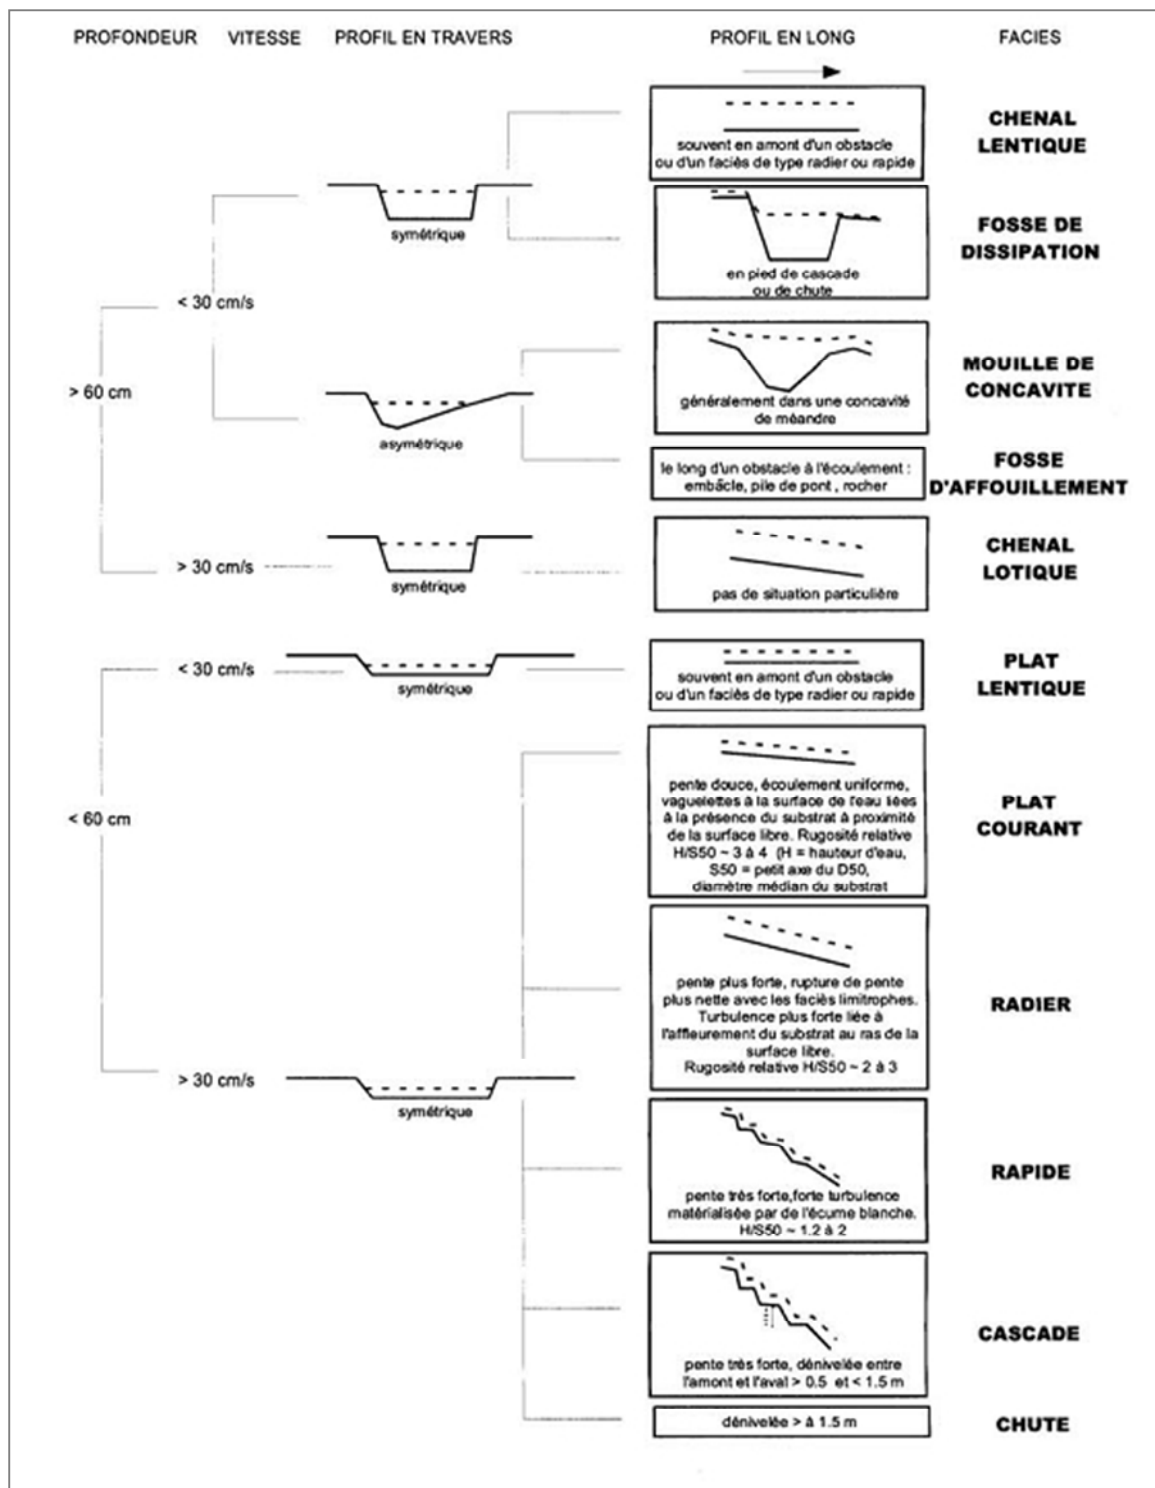 PROFONDEUR VITESSE PROFIL EN TRAVERS PROFIL EN LONG FACIES
souvent en amont d'un obstacle
ou d'un faciès de type radier ou rapide
CHENAL
LENTIQUE
symétrique
en pied de cascade
ou de chute
FOSSE DE
DISSIPATION
< 30 cm/s
> 60 cm
asymétrique
généralement dans une concavité
de méandre
MOUILLE DE
CONCAVITE
le long d'un obstacle à l'écoulement :
embâcle, pile de pont , rocher
FOSSE
D'AFFOUILLEMENT
> 30 cm/s
symétrique
pas de situation particulière
CHENAL
LOTIQUE
< 30 cm/s
symétrique
souvent en amont d'un obstacle
ou d'un faciès de type radier ou rapide
PLAT
LENTIQUE
< 60 cm
pente douce, écoulement uniforme,
vaguelettes à la surface de l'eau liées
à la présence du substrat à proximité
de la surface libre. Rugosité relative
H/S50 ~ 3 à 4 (H = hauteur d'eau,
S50 = petit axe du D50,
diamètre médian du substrat
PLAT
COURANT
pente plus forte, rupture de pente
plus nette avec les faciès limitrophes.
Turbulence plus forte liée à
l'affleurement du substrat au ras de la
surface libre.
Rugosité relative H/S50 ~ 2 à 3
RADIER
> 30 cm/s
symétrique
pente très forte,forte turbulence
matérialisée par de l'écume blanche.
H/S50 ~ 1.2 à 2
RAPIDE
pente très forte, dénivelée entre
l'amont et l'aval > 0.5 et < 1.5 m
CASCADE
dénivelée > à 1.5 m
CHUTE